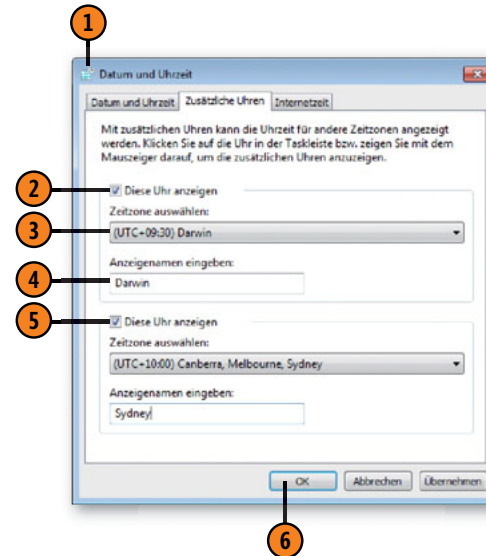 1
Datum und Uhrzeit
Datum und Uhrzeit Zusätzliche Uhren Internetzeit
Mit zusätzlichen Uhren kann die Uhrzeit für andere Zeitzonen angezeigt
werden. Klicken Sie auf die Uhr in der Taskleiste bzw. zeigen Sie mit dem
Mauszeiger darauf, um die zusätzlichen Uhren anzuzeigen.
2 Diese Uhr anzeigen
Zeitzone auswählen:
3 (UTC+09:30) Darwin
Anzeigenamen eingeben:
4 Darwin
5 Diese Uhr anzeigen
Zeitzone auswählen:
(UTC+10:00) Canberra, Melbourne, Sydney
Anzeigenamen eingeben:
Sydney
OK Abbrechen Übernehmen
6